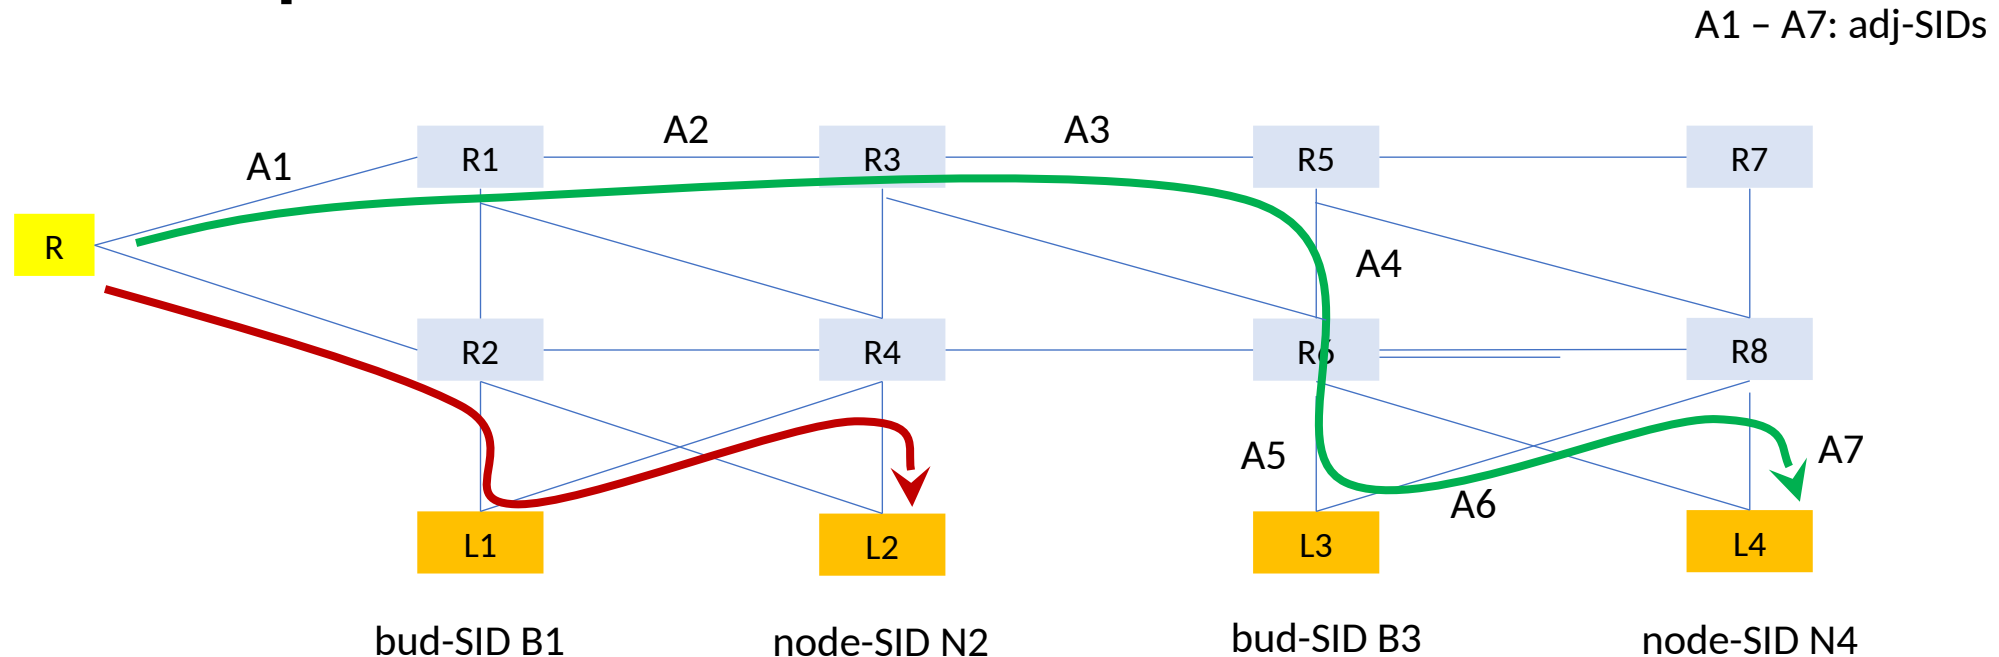 A1 – A7: adj-SIDs
A1
A2
A3
R1
R3
R5
R7
R
A4
R2
R4
R6
R8
A5
A6
A7
L1
L2
L3
L4
bud-SID B1
node-SID N2
bud-SID B3
node-SID N4